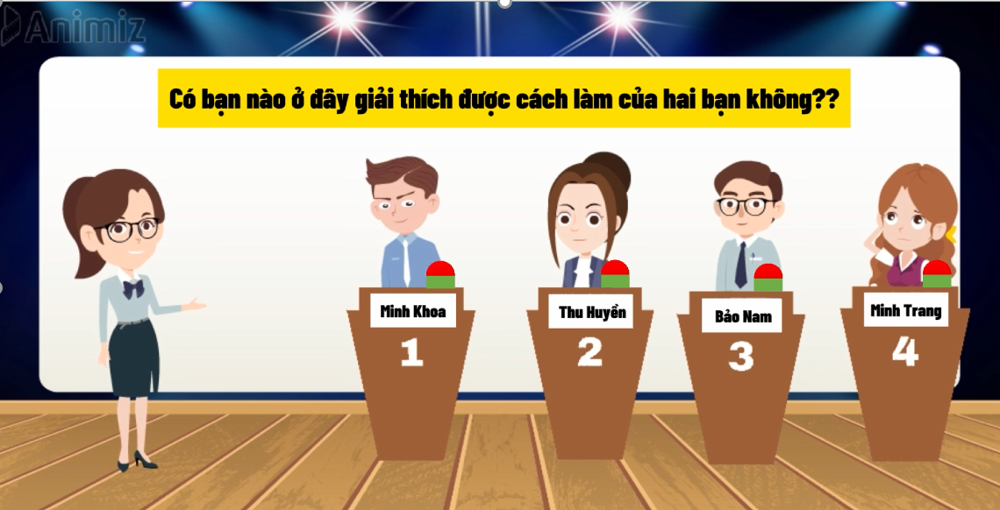 Animiz
Có bạn nào ở đây giải thích được cách làm của hai bạn không??
Minh Khoa
1
Thu Huyền
2
Bảo Nam
3
Minh Trang
4